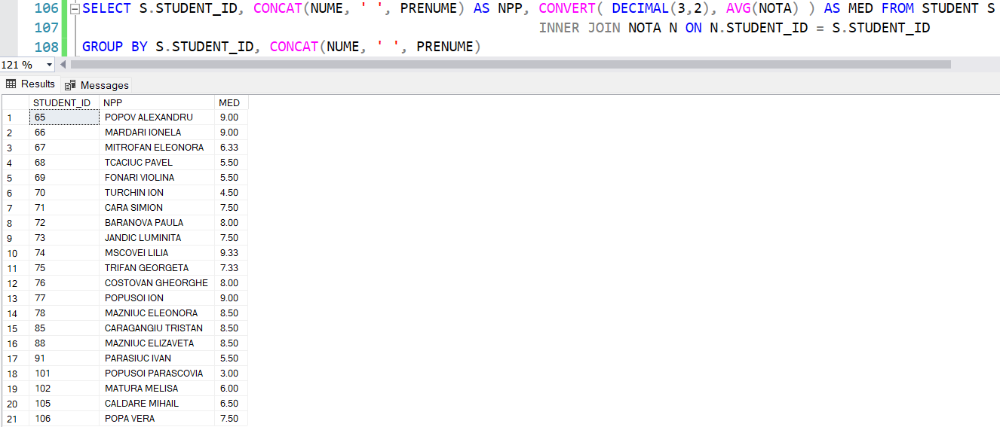 106 SELECT S.STUDENT_ID, CONCAT(NUME, ' ', PRENUME) AS NPP, CONVERT( DECIMAL(3,2), AVG(NOTA) ) AS MED FROM STUDENT S
107 INNER JOIN NOTA N ON N.STUDENT_ID = S.STUDENT_ID
108 GROUP BY S.STUDENT_ID, CONCAT(NUME, ' ', PRENUME)
121 %
Results Messages
STUDENT_ID NPP MED
1 65 POPOV ALEXANDRU 9.00
2 66 MARDARI IONELA 9.00
3 67 MITROFAN ELEONORA 6.33
4 68 TCACIUC PAVEL 5.50
5 69 FONARI VIOLINA 5.50
6 70 TURCHIN ION 4.50
7 71 CARA SIMION 7.50
8 72 BARANOVA PAULA 8.00
9 73 JANDIC LUMINITA 7.50
10 74 MSCOVEI LILIA 9.33
11 75 TRIFAN GEORGETA 7.33
12 76 COSTOVAN GHEORGHE 8.00
13 77 POPUSOI ION 9.00
14 78 MAZNIUC ELEONORA 8.50
15 85 CARAGANGIU TRISTAN 8.50
16 88 MAZNIUC ELIZAVETA 8.50
17 91 PARASIUC IVAN 5.50
18 101 POPUSOI PARASCOVIA 3.00
19 102 MATURA MELISA 6.00
20 105 CALDARE MIHAIL 6.50
21 106 POPA VERA 7.50